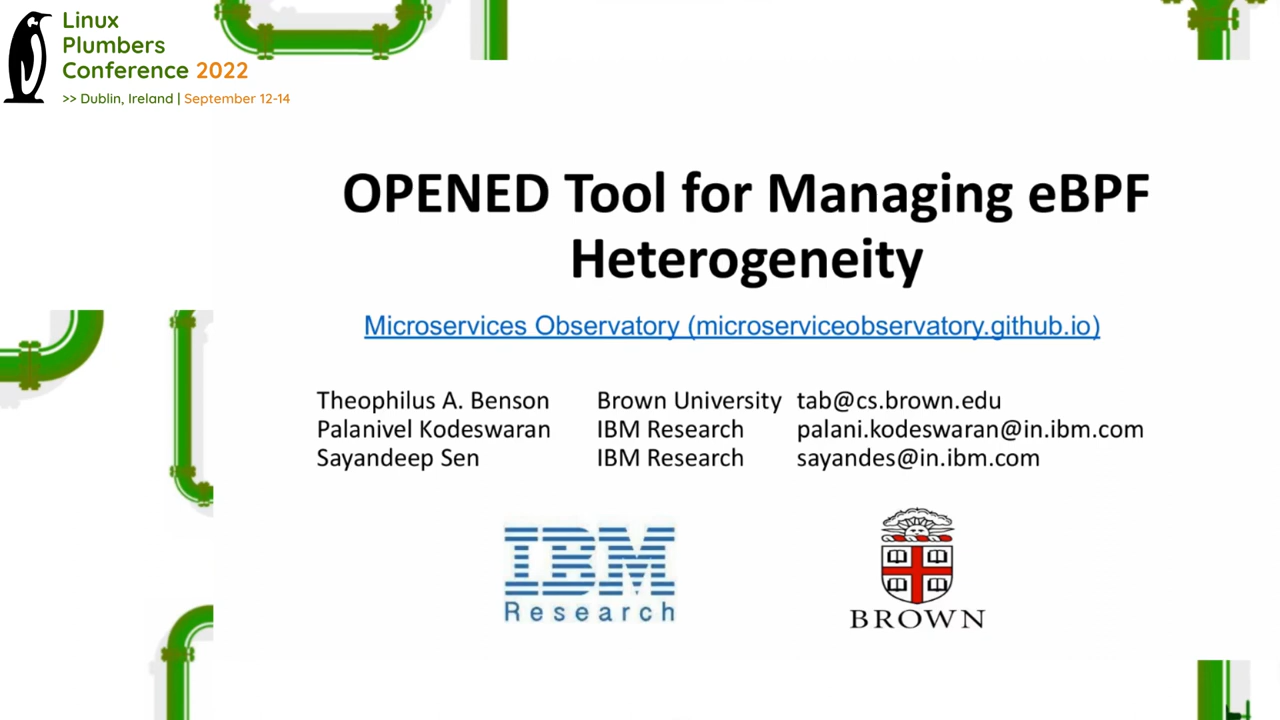 Linux
Plumbers
Conference 2022
>> Dublin, Ireland | September 12-14
OPENED Tool for Managing eBPF
Heterogeneity
Microservices Observatory (microserviceobservatory.github.io)
Theophilus A. Benson Brown University tab@cs.brown.edu
Palanivel Kodeswaran IBM Research palani.kodeswaran@in.ibm.com
Sayandeep Sen IBM Research sayandes@in.ibm.com
IBM
Research
BROWN